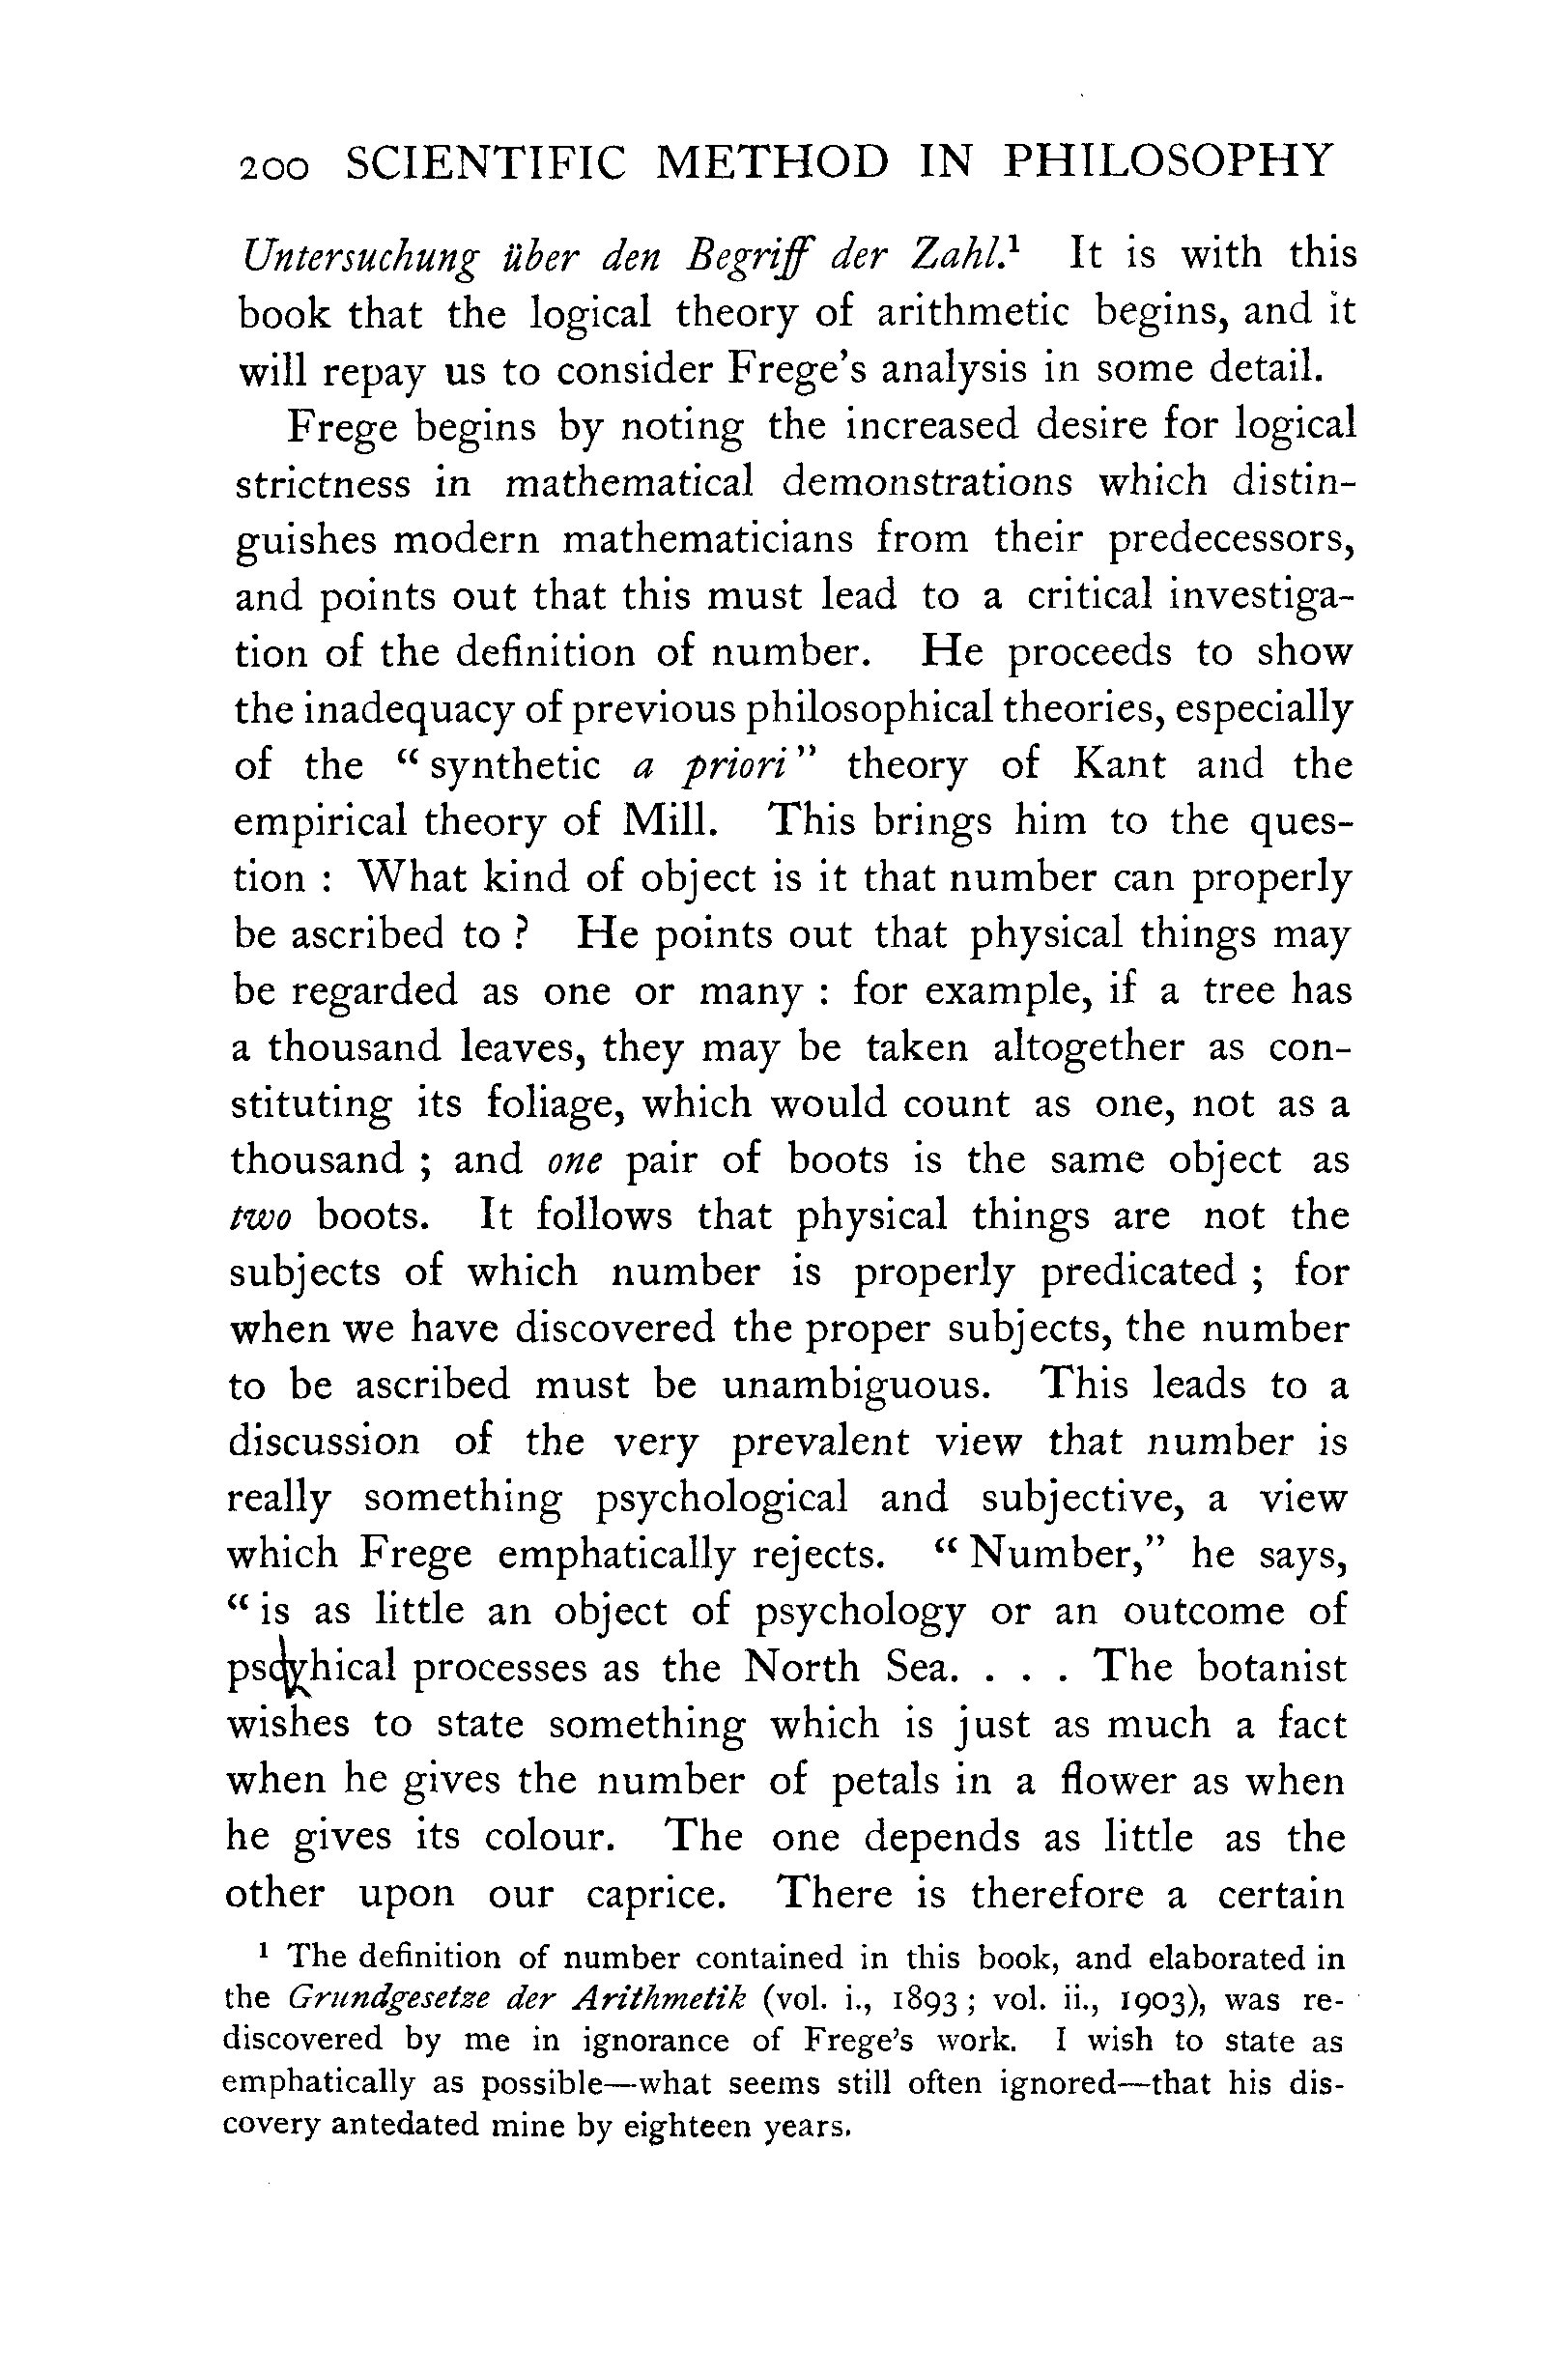 200 SCIENTIFIC METHOD IN PHILOSOPHY
Untersuchung über den Begriff der Zahl.¹ It is with this
book that the logical theory of arithmetic begins, and it
will repay us to consider Frege's analysis in some detail.
Frege begins by noting the increased desire for logical
strictness in mathematical demonstrations which distin-
guishes modern mathematicians from their predecessors,
and points out that this must lead to a critical investiga-
tion of the definition of number. He proceeds to show
the inadequacy of previous philosophical theories, especially
of the “synthetic a priori” theory of Kant and the
empirical theory of Mill. This brings him to the ques-
tion : What kind of object is it that number can properly
be ascribed to ? He points out that physical things may
be regarded as one or many : for example, if a tree has
a thousand leaves, they may be taken altogether as con-
stituting its foliage, which would count as one, not as a
thousand ; and one pair of boots is the same object as
two boots. It follows that physical things are not the
subjects of which number is properly predicated ; for
when we have discovered the proper subjects, the number
to be ascribed must be unambiguous. This leads to a
discussion of the very prevalent view that number is
really something psychological and subjective, a view
which Frege emphatically rejects. “Number,” he says,
“is as little an object of psychology or an outcome of
pscyhical processes as the North Sea. . . . The botanist
wishes to state something which is just as much a fact
when he gives the number of petals in a flower as when
he gives its colour. The one depends as little as the
other upon our caprice. There is therefore a certain
¹ The definition of number contained in this book, and elaborated in
the Grundgesetze der Arithmetik (vol. i., 1893; vol. ii., 1903), was re-
discovered by me in ignorance of Frege's work. I wish to state as
emphatically as possible—what seems still often ignored—that his dis-
covery antedated mine by eighteen years.